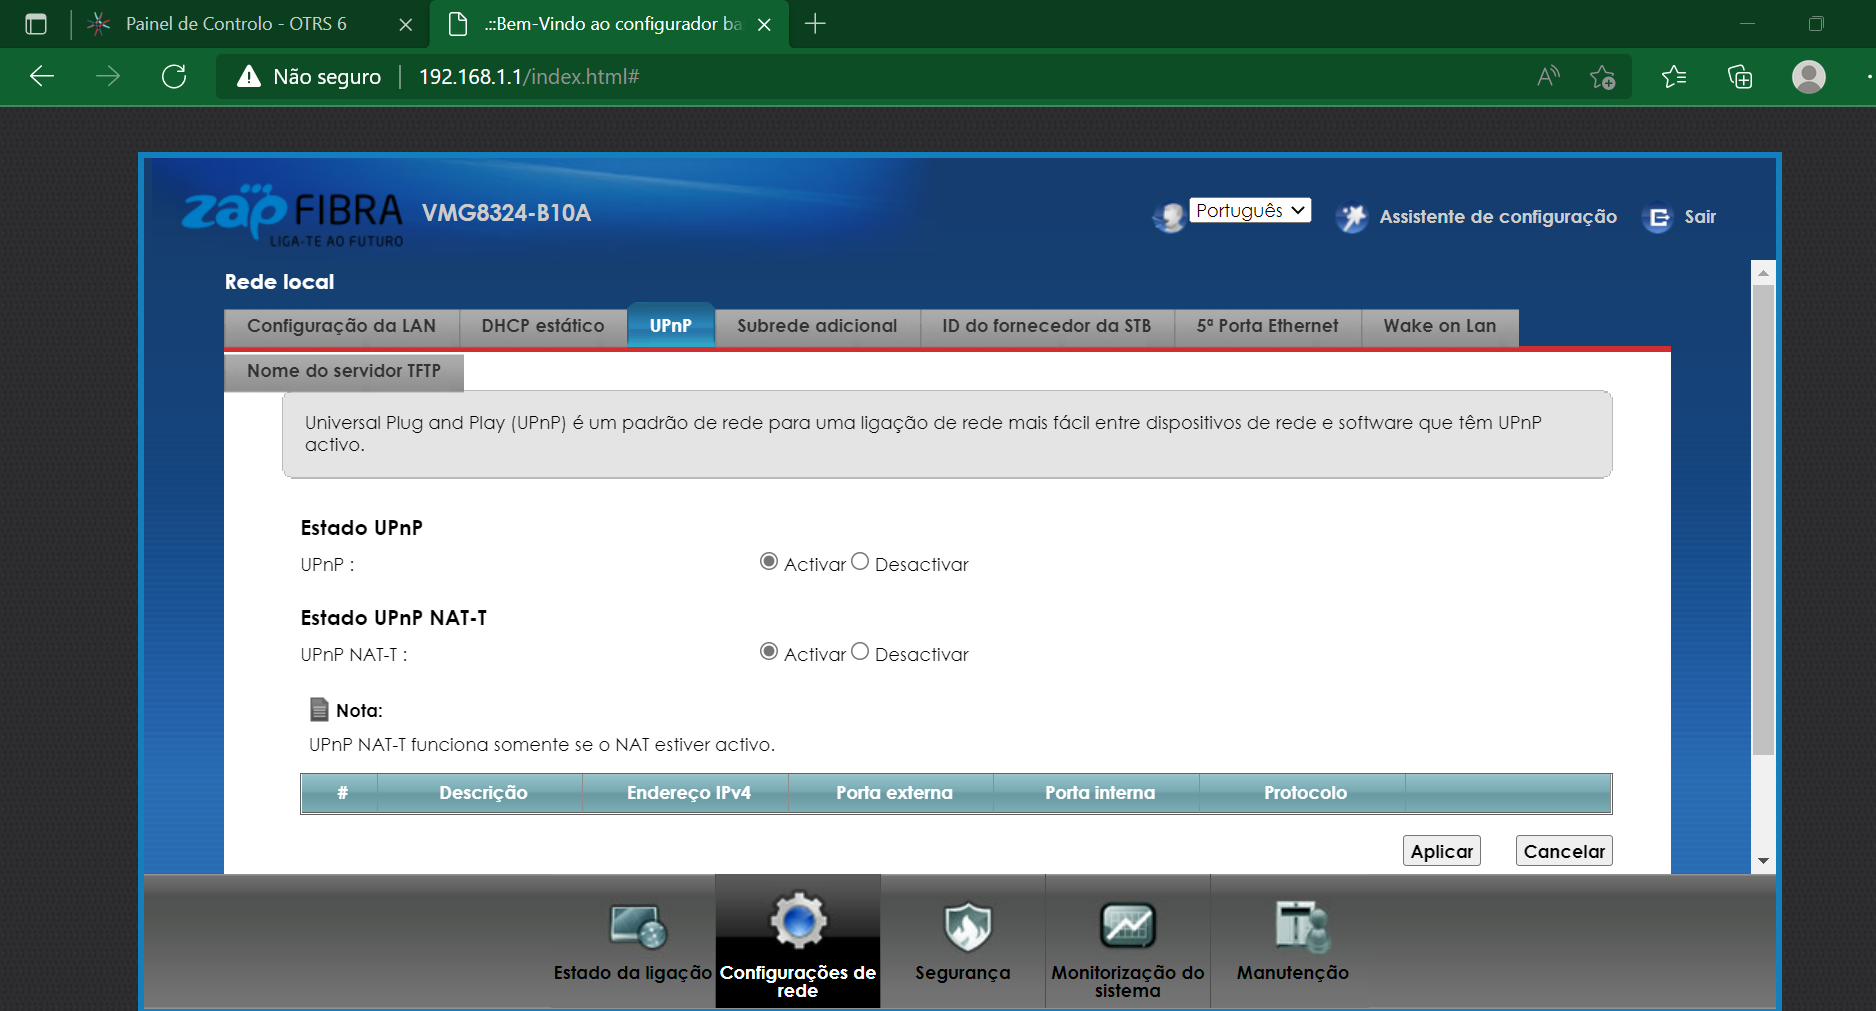 Painel de Controlo - OTRS 6
.::Bem-Vindo ao configurador ba
Não seguro
192.168.1.1/index.html#
zap FIBRA
LIGA-TE AO FUTURO
VMG8324-B10A
Português
Assistente de configuração
Sair
Rede local
Configuração da LAN
DHCP estático
UPnP
Subrede adicional
ID do fornecedor da STB
5ª Porta Ethernet
Wake on Lan
Nome do servidor TFTP
Universal Plug and Play (UPnP) é um padrão de rede para uma ligação de rede mais fácil entre dispositivos de rede e software que têm UPnP
activo.
Estado UPnP
UPnP : Activar Desactivar
Estado UPnP NAT-T
UPnP NAT-T : Activar Desactivar
Nota:
UPnP NAT-T funciona somente se o NAT estiver activo.
# Descrição Endereço IPv4 Porta externa Porta interna Protocolo
Aplicar Cancelar
Estado da ligação
Configurações de
rede
Segurança
Monitorização do
sistema
Manutenção